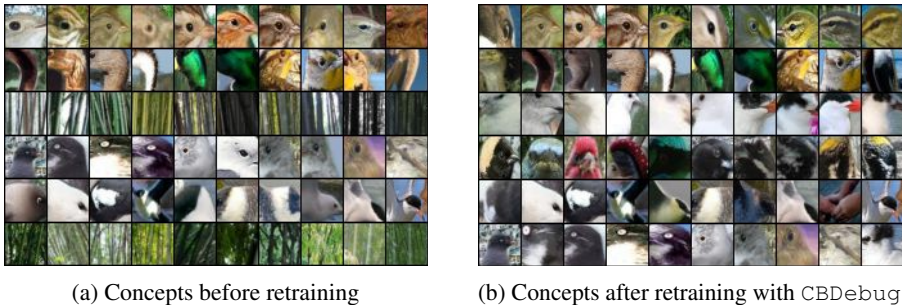 (a) Concepts before retraining
(b) Concepts after retraining with CBDebug